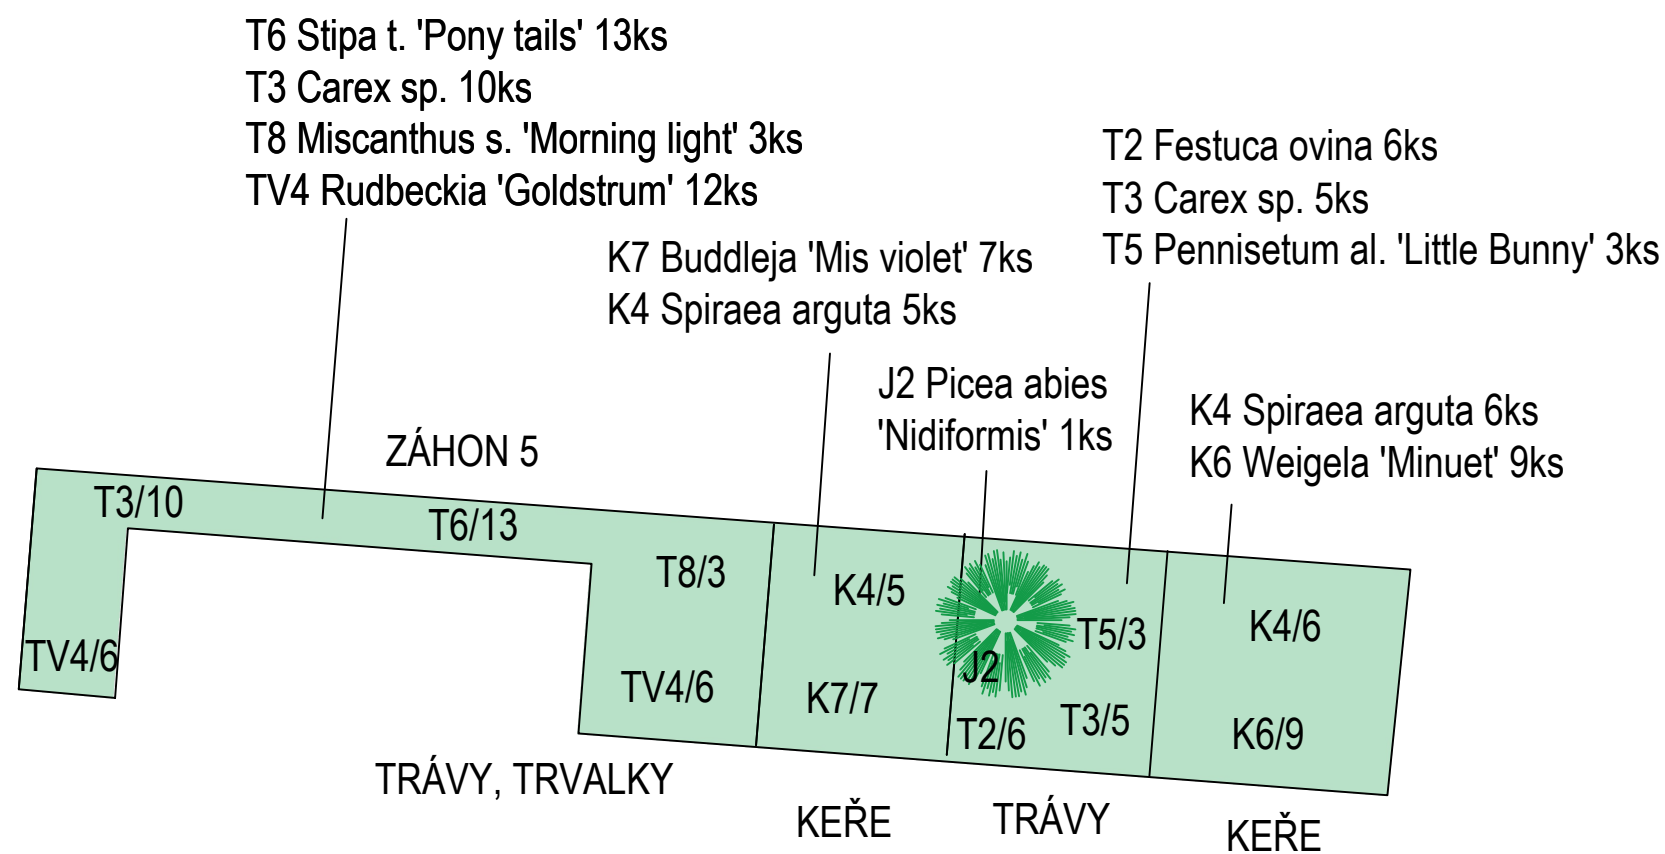 T6 Stipa t. 'Pony tails' 13ks
T3 Carex sp. 10ks
T8 Miscanthus s. 'Morning light' 3ks
TV4 Rudbeckia 'Goldstrum' 12ks
T2 Festuca ovina 6ks
T3 Carex sp. 5ks
T5 Pennisetum al. 'Little Bunny' 3ks
K7 Buddleja 'Mis violet' 7ks
K4 Spiraea arguta 5ks
J2 Picea abies
'Nidiformis' 1ks
K4 Spiraea arguta 6ks
K6 Weigela 'Minuet' 9ks
ZÁHON 5
T3/10
T6/13
T8/3
K4/5
T5/3
K4/6
TV4/6
TV4/6
K7/7
J2
T2/6
T3/5
K6/9
TRÁVY, TRVALKY
KEŘE
TRÁVY
KEŘE